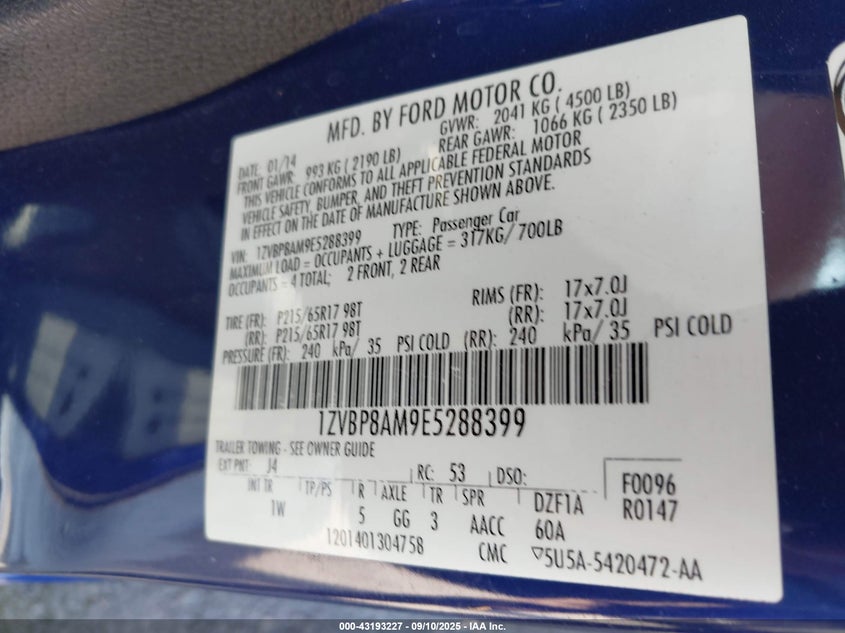 MFD. BY FORD MOTOR CO.
DATE: 01/14 GVWR: 2041 KG ( 4500 LB)
FRONT GAWR: 993 KG ( 2190 LB) REAR GAWR: 1066 KG ( 2350 LB)
THIS VEHICLE CONFORMS TO ALL APPLICABLE FEDERAL MOTOR
VEHICLE SAFETY, BUMPER, AND THEFT PREVENTION STANDARDS
IN EFFECT ON THE DATE OF MANUFACTURE SHOWN ABOVE.
VIN: 1ZVBP8AM9E5288399 TYPE: Passenger Car
MAXIMUM LOAD = OCCUPANTS + LUGGAGE = 317KG/ 700LB
OCCUPANTS = 4 TOTAL; 2 FRONT, 2 REAR
TIRE (FR): P215/65R17 98T RIMS (FR): 17x7.0J
(RR): P215/65R17 98T (RR): 17x7.0J
PRESSURE (FR): 240 kPa/ 35 PSI COLD (RR): 240 kPa/ 35 PSI COLD
1ZVBP8AM9E5288399
TRAILER TOWING - SEE OWNER GUIDE
EXT PNT: J4 RC: 53 DSO: F0096
INT TR TP/PS R AXLE TR SPR DZF1A R0147
1W 5 GG 3 AACC 60A
1201401304758 CMC ▽5U5A-5420472-AA
000-43193227 - 09/10/2025 - IAA Inc.